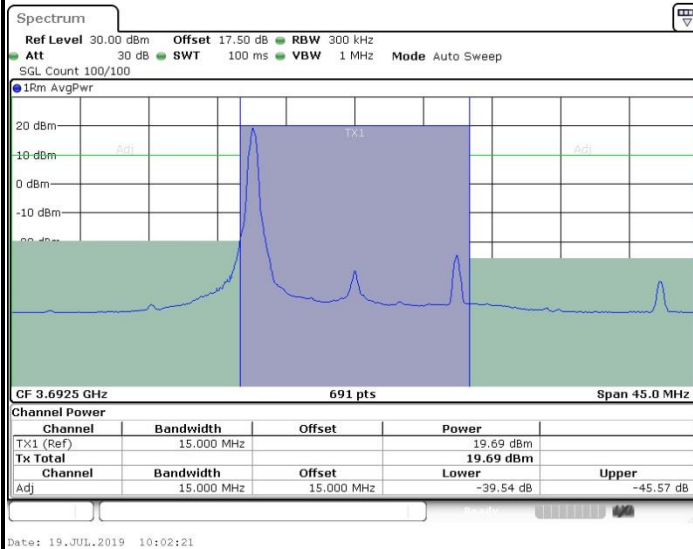 Spectrum
Ref Level 30.00 dBm Offset 17.50 dB RBW 300 kHz
Att 30 dB SWT 100 ms VBW 1 MHz Mode Auto Sweep
SGL Count 100/100
1Rm AvgPwr
20 dBm
TX1
10 dBm
Adj
Adj
0 dBm
-10 dBm
-20 dBm
CF 3.6925 GHz 691 pts Span 45.0 MHz
Channel Power
Channel Bandwidth Offset Power
TX1 (Ref) 15.000 MHz 19.69 dBm
Tx Total 19.69 dBm
Channel Bandwidth Offset Lower Upper
Adj 15.000 MHz 15.000 MHz -39.54 dB -45.57 dB
Ready
Date: 19.JUL.2019 10:02:21